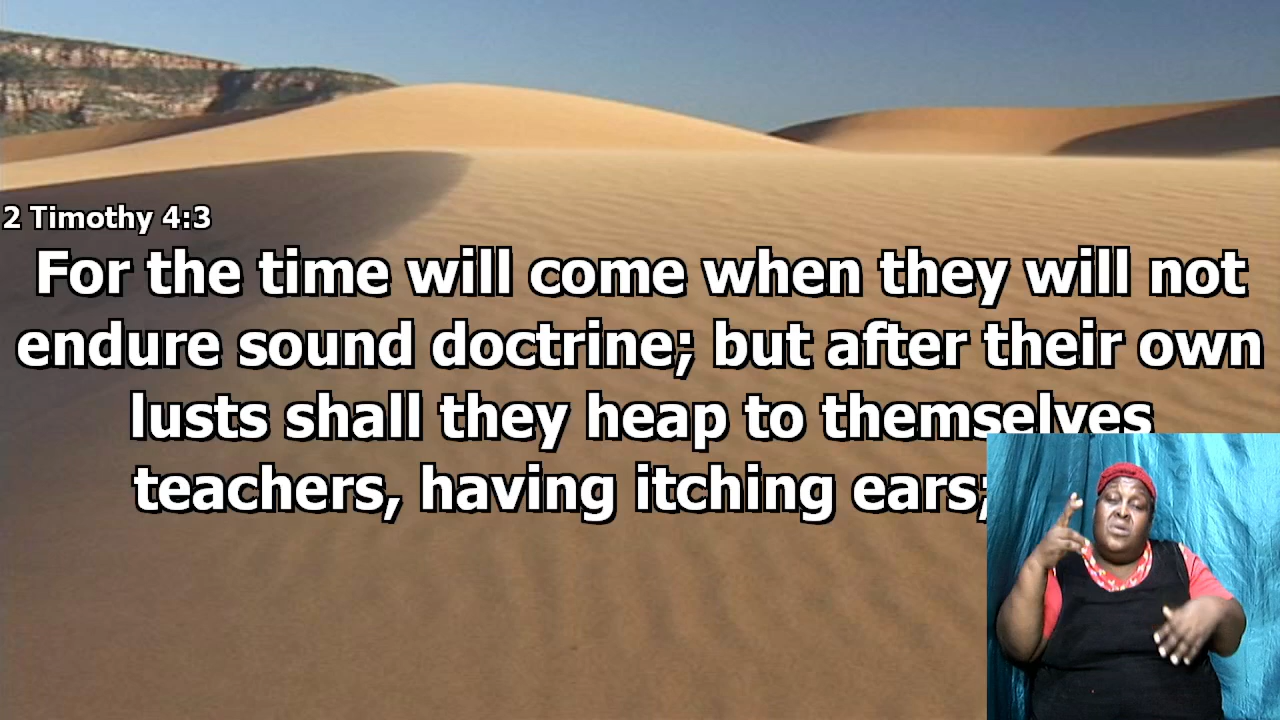 2 Timothy 4:3
For the time will come when they will not
endure sound doctrine; but after their own
lusts shall they heap to themselves
teachers, having itching ears;